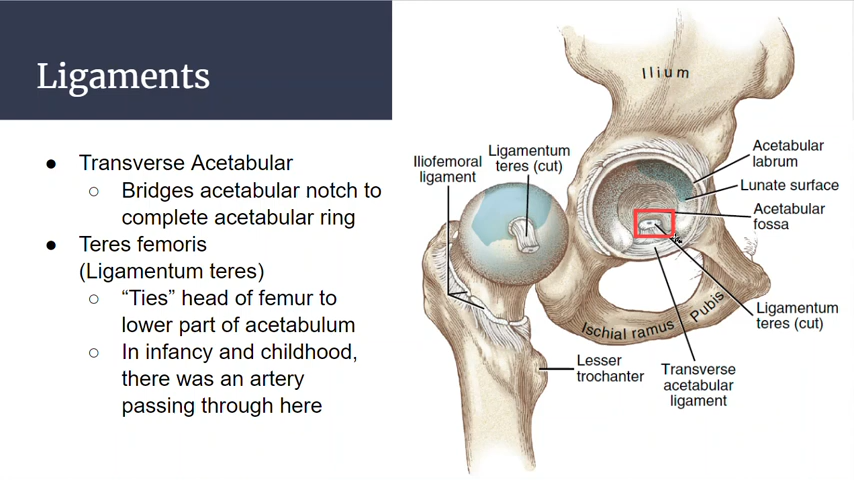 Ligaments
● Transverse Acetabular
○ Bridges acetabular notch to
complete acetabular ring
● Teres femoris
(Ligamentum teres)
○ “Ties” head of femur to
lower part of acetabulum
○ In infancy and childhood,
there was an artery
passing through here
Ilium
Iliofemoral
ligament
Ligamentum
teres (cut)
Acetabular
labrum
Lunate surface
Acetabular
fossa
Ligamentum
teres (cut)
Pubis
Ischial ramus
Lesser
trochanter
Transverse
acetabular
ligament